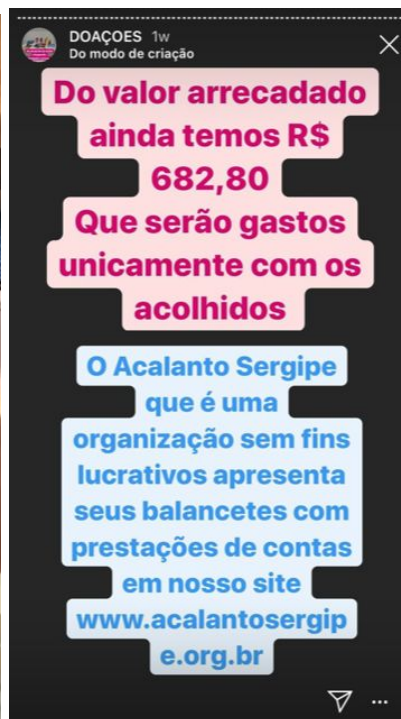 DOAÇOES 1w
Do modo de criação
Do valor arrecadado
ainda temos R$
682,80
Que serão gastos
unicamente com os
acolhidos
O Acalanto Sergipe
que é uma
organização sem fins
lucrativos apresenta
seus balancetes com
prestações de contas
em nosso site
www.acalantosergip
e.org.br